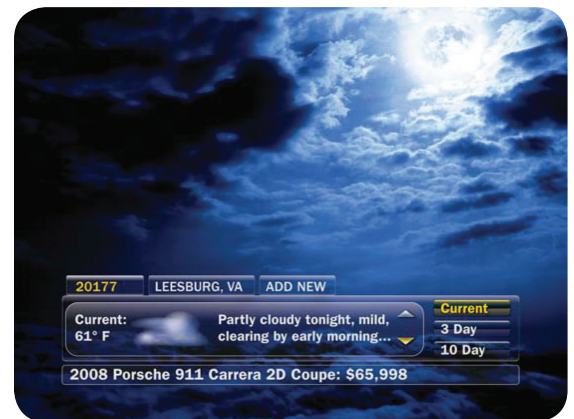 20177 LEESBURG, VA ADD NEW
Current:
61° F
Partly cloudy tonight, mild,
clearing by early morning...
Current
3 Day
10 Day
2008 Porsche 911 Carrera 2D Coupe: $65,998